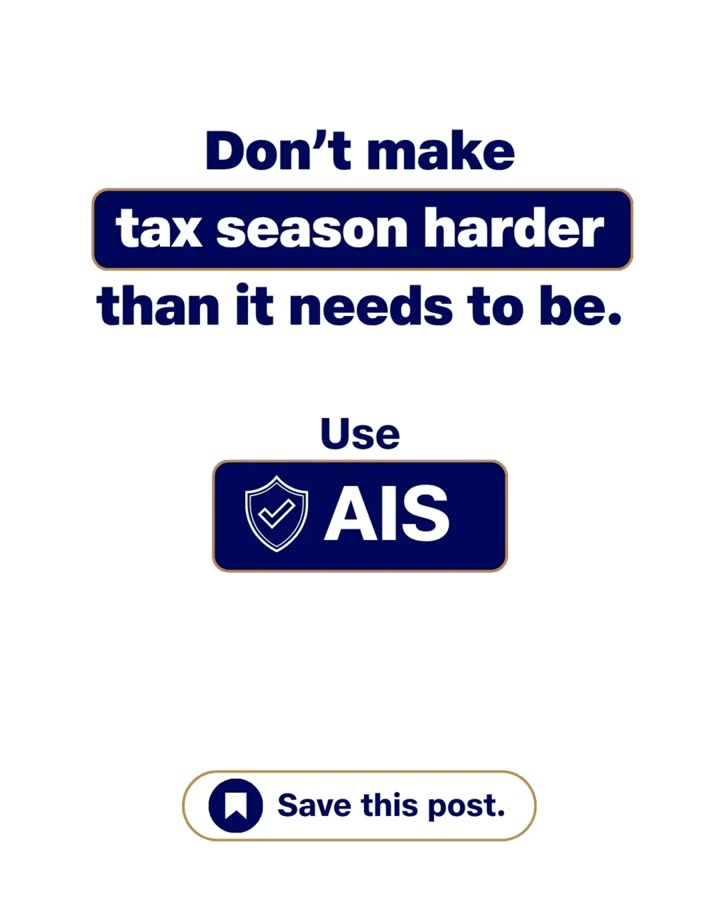 Don’t make
tax season harder
than it needs to be.
Use
AIS
Save this post.